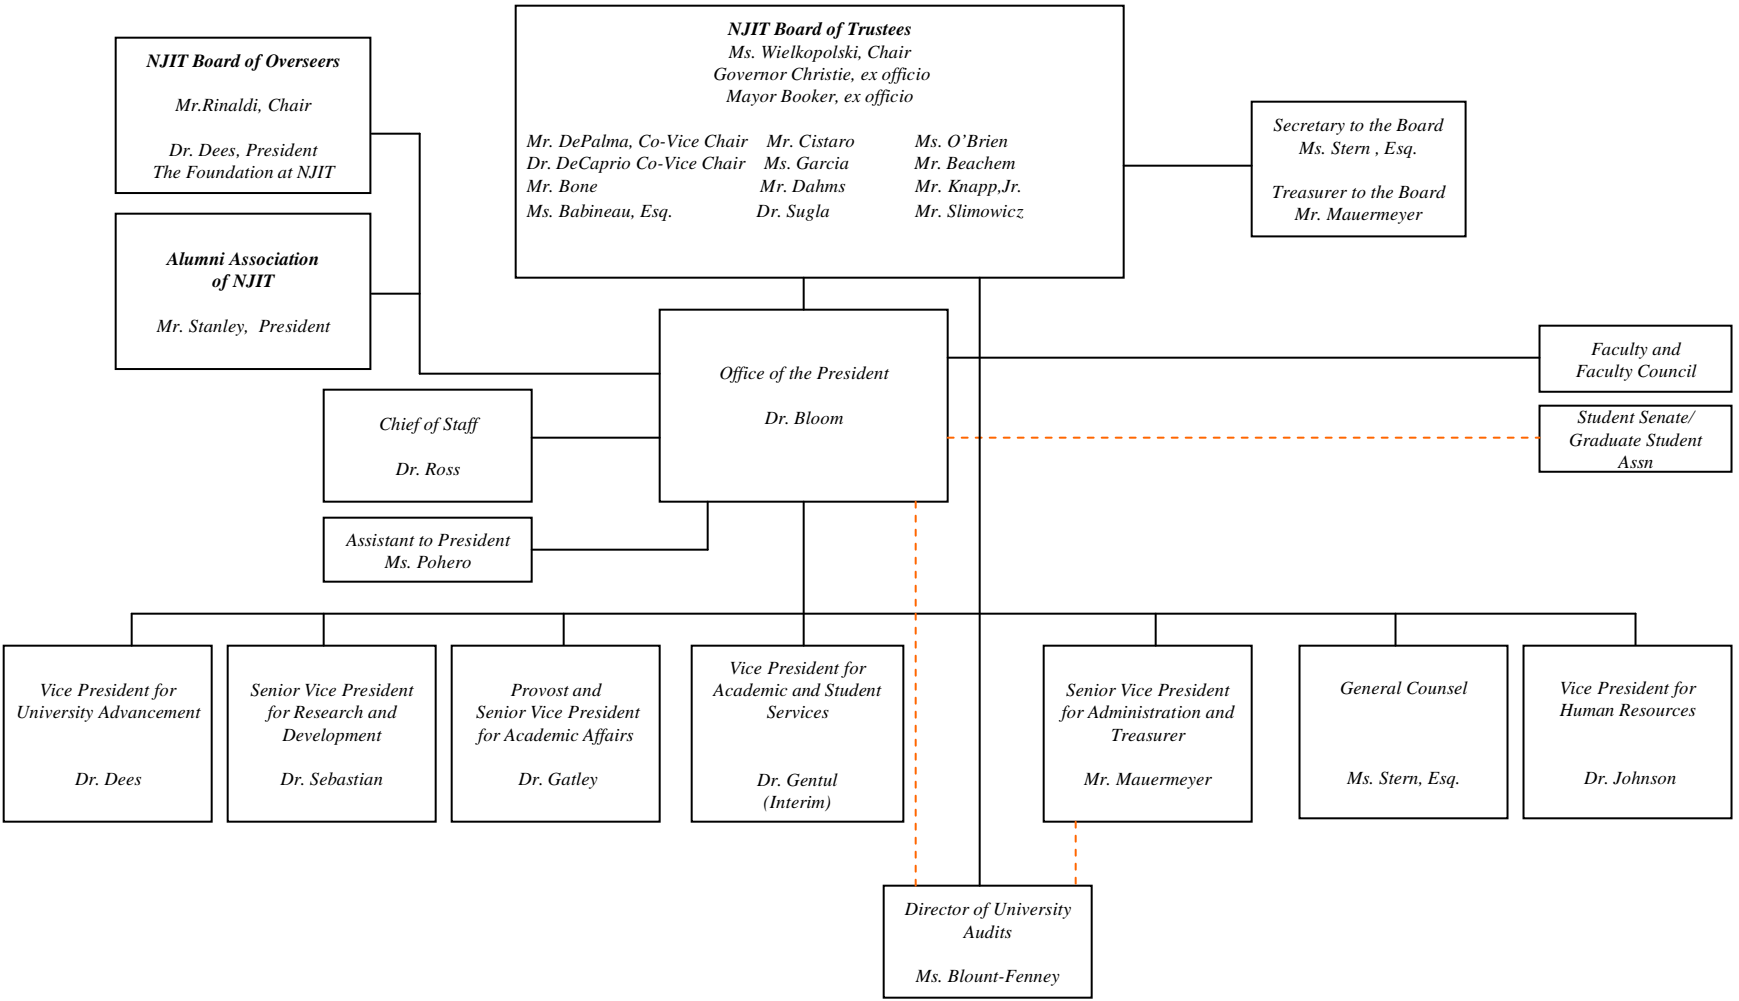 NJIT Board of Trustees
Ms. Wielkopolski, Chair
Governor Christie, ex officio
Mayor Booker, ex officio
Mr. DePalma, Co-Vice Chair Mr. Cistaro Ms. O’Brien
Dr. DeCaprio Co-Vice Chair Ms. Garcia Mr. Beachem
Mr. Bone Mr. Dahms Mr. Knapp,Jr.
Ms. Babineau, Esq. Dr. Sugla Mr. Slimowicz
NJIT Board of Overseers
Mr.Rinaldi, Chair
Dr. Dees, President
The Foundation at NJIT
Secretary to the Board
Ms. Stern , Esq.
Treasurer to the Board
Mr. Mauermeyer
Alumni Association
of NJIT
Mr. Stanley, President
Office of the President
Dr. Bloom
Faculty and
Faculty Council
Student Senate/
Graduate Student
Assn
Chief of Staff
Dr. Ross
Assistant to President
Ms. Pohero
Vice President for
University Advancement
Dr. Dees
Senior Vice President
for Research and
Development
Dr. Sebastian
Provost and
Senior Vice President
for Academic Affairs
Dr. Gatley
Vice President for
Academic and Student
Services
Dr. Gentul
(Interim)
Senior Vice President
for Administration and
Treasurer
Mr. Mauermeyer
General Counsel
Ms. Stern, Esq.
Vice President for
Human Resources
Dr. Johnson
Director of University
Audits
Ms. Blount-Fenney